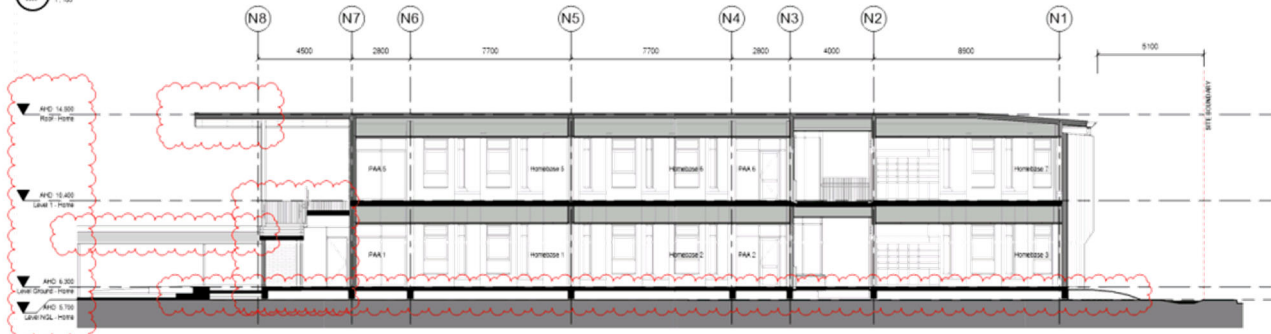 1 : 100
N8 N7 N6 N5 N4 N3 N2 N1
4500 2800 7700 7700 2800 4000 8900 5100
SITE BOUNDARY
AHD 14.500
Roof - Home
PAA 5 Homebase 5 Homebase 6 PAA 6 Homebase 7
AHD 10.400
Level 1 - Home
PAA 1 Homebase 1 Homebase 2 PAA 2 Homebase 3
AHD 6.300
Level Ground - Home
AHD 5.700
Level NGL - Home